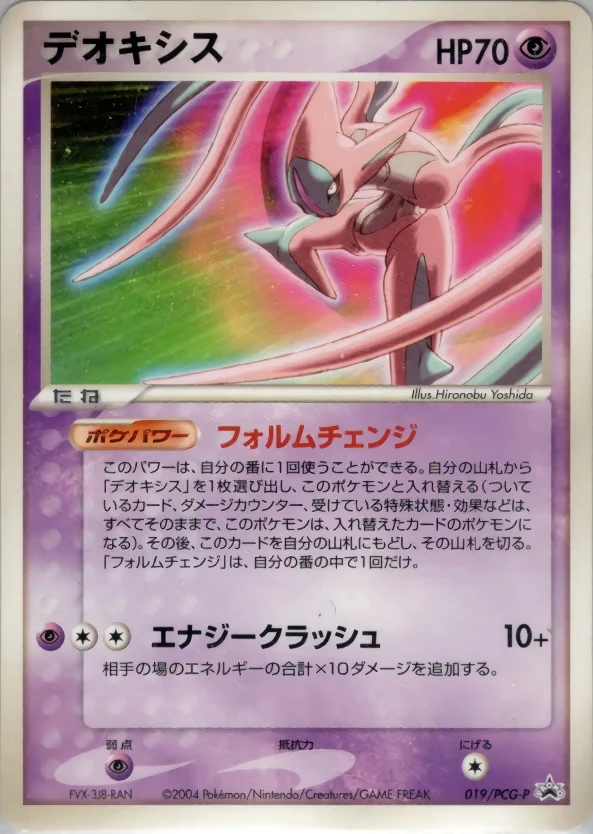 デオキシス HP70
たね Illus.Hironobu Yoshida
ポケパワー フォルムチェンジ
このパワーは、自分の番に1回使うことができる。自分の山札から
「デオキシス」を1枚選び出し、このポケモンと入れ替える(ついて
いるカード、ダメージカウンター、受けている特殊状態・効果などは、
すべてそのままで、このポケモンは、入れ替えたカードのポケモンに
なる)。その後、このカードを自分の山札にもどし、その山札を切る。
「フォルムチェンジ」は、自分の番の中で1回だけ。
エナジークラッシュ 10+
相手の場のエネルギーの合計×10ダメージを追加する。
弱点 抵抗力 にげる
FVX-3J8-RAN ©2004 Pokémon/Nintendo/Creatures/GAME FREAK 019/PCG-P